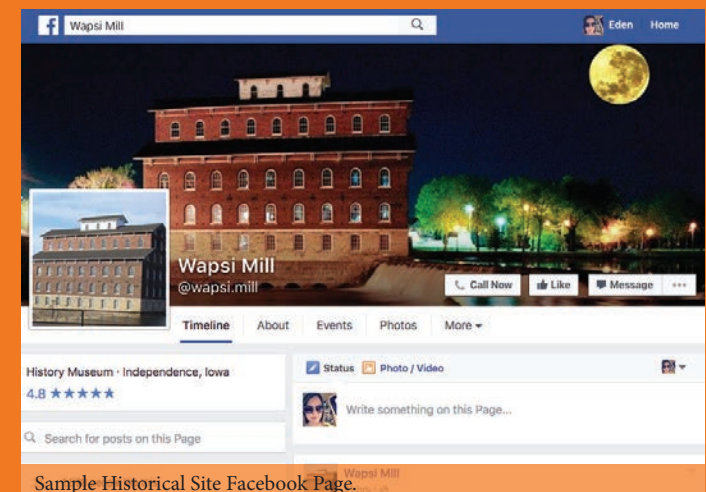 f Wapsi Mill Eden Home
Wapsi Mill
@wapsi.mill
Call Now Like Message
Timeline About Events Photos More
History Museum · Independence, Iowa
4.8 ★★★★★
Status Photo / Video
Write something on this Page...
Search for posts on this Page
Wapsi Mill
Sample Historical Site Facebook Page.